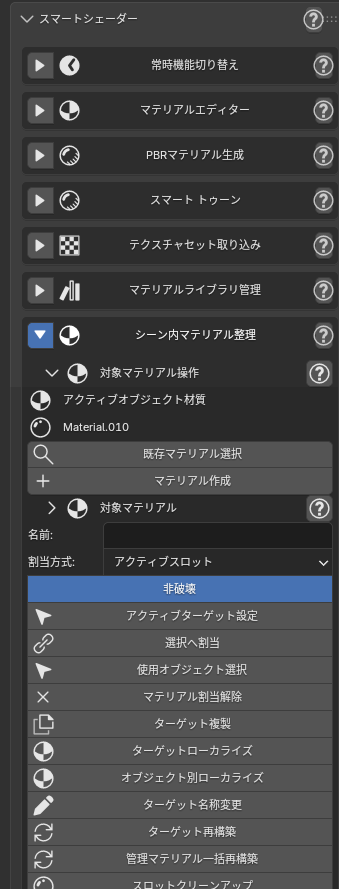 スマートシェーダー
常時機能切り替え
マテリアルエディター
PBRマテリアル生成
スマート トゥーン
テクスチャセット取り込み
マテリアルライブラリ管理
シーン内マテリアル整理
対象マテリアル操作
アクティブオブジェクト材質
Material.010
既存マテリアル選択
マテリアル作成
対象マテリアル
名前:
割当方式: アクティブスロット
非破壊
アクティブターゲット設定
選択へ割当
使用オブジェクト選択
マテリアル割当解除
ターゲット複製
ターゲットローカライズ
オブジェクト別ローカライズ
ターゲット名称変更
ターゲット再構築
管理マテリアル一括再構築
スロットクリーンアップ